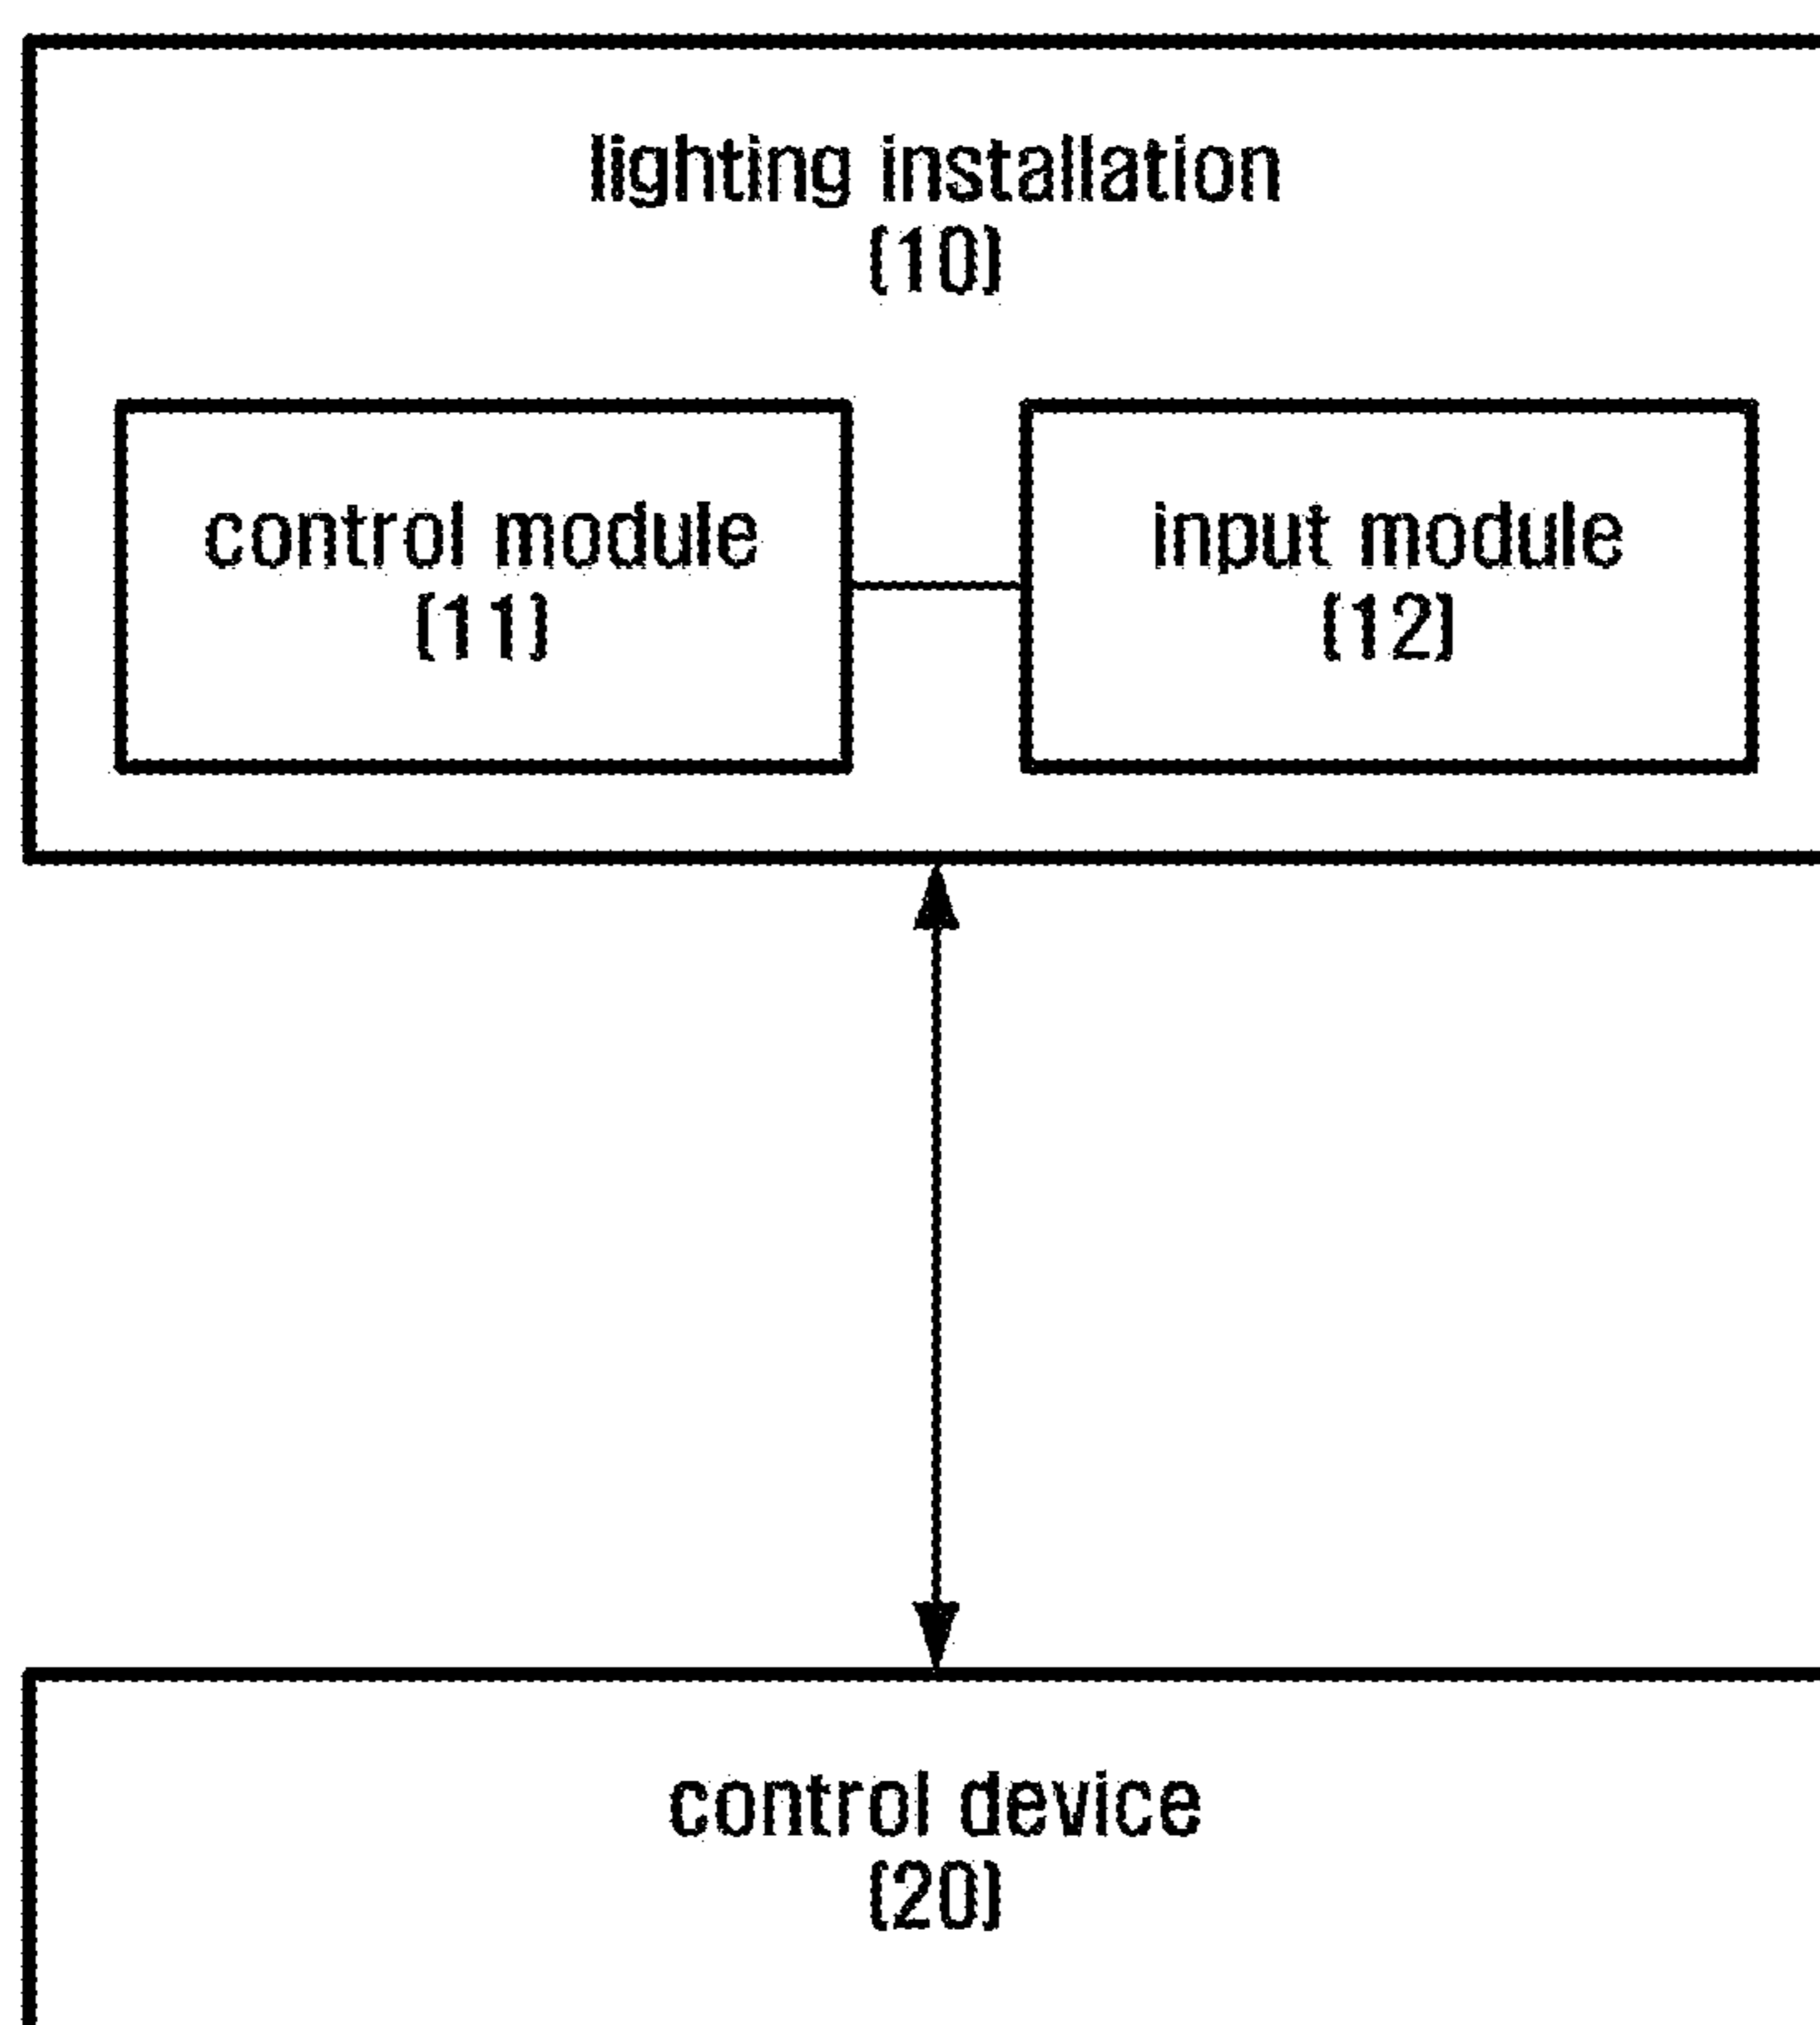 lighting installation
(10)
control module
(11)
input module
(12)
control device
(20)